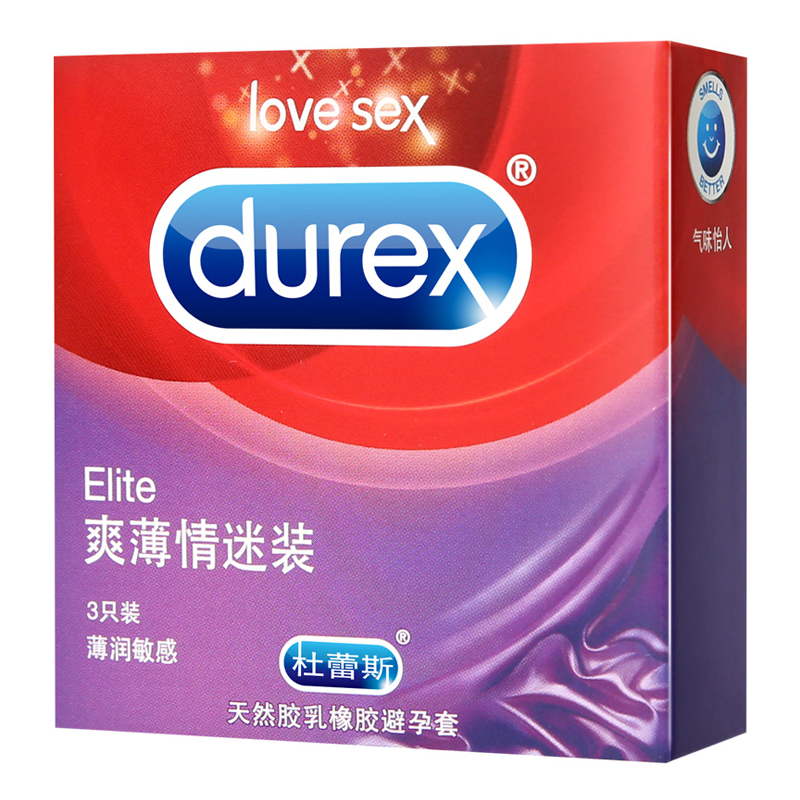 love sex
durex®
Elite
爽薄情迷装
3只装
薄润敏感
杜蕾斯®
天然胶乳橡胶避孕套
SMELLS
BETTER
气味怡人